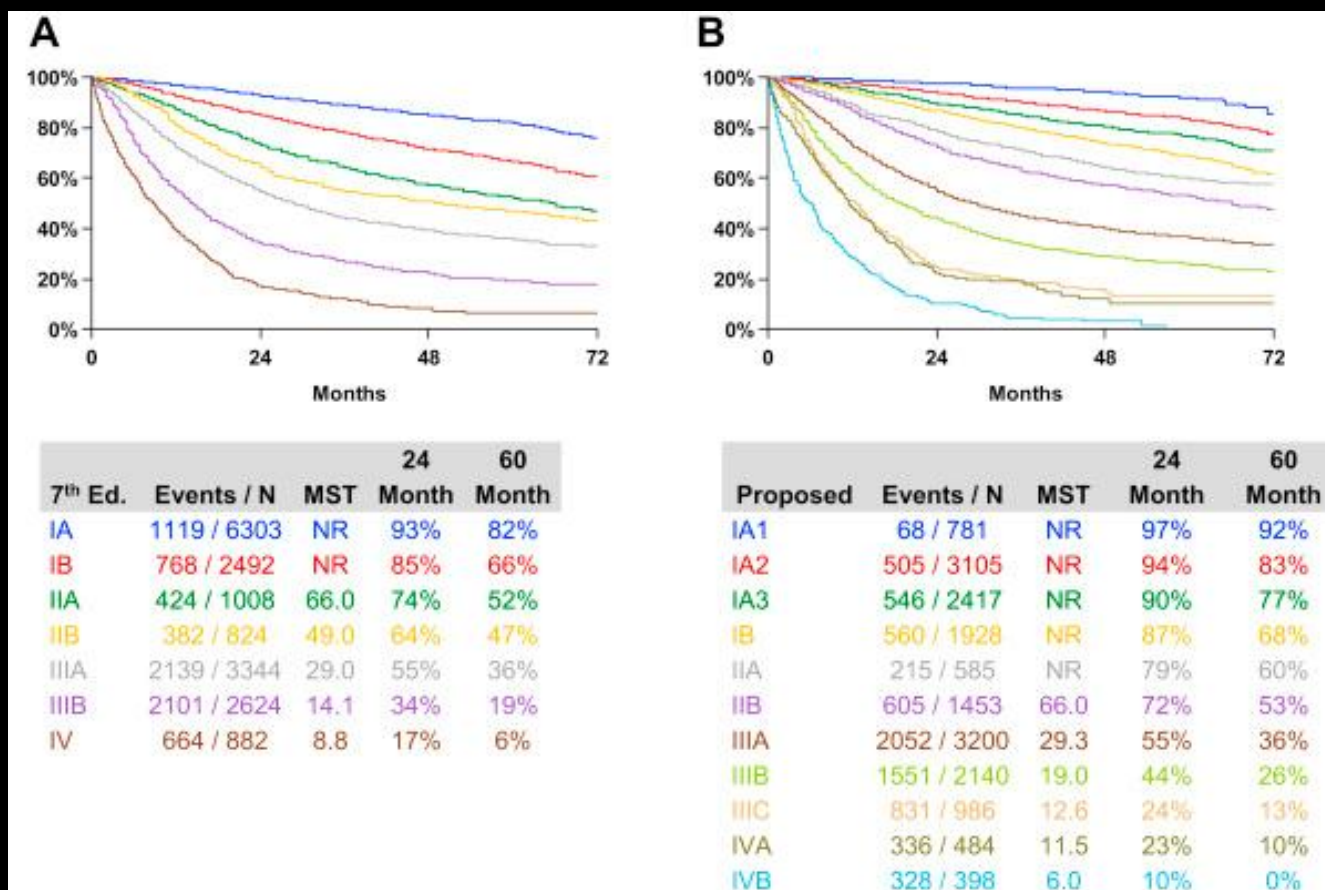 A
100%
80%
60%
40%
20%
0%
0 24 48 72
Months
24 60
7th Ed. Events / N MST Month Month
IA 1119 / 6303 NR 93% 82%
IB 768 / 2492 NR 85% 66%
IIA 424 / 1008 66.0 74% 52%
IIB 382 / 824 49.0 64% 47%
IIIA 2139 / 3344 29.0 55% 36%
IIIB 2101 / 2624 14.1 34% 19%
IV 664 / 882 8.8 17% 6%
B
100%
80%
60%
40%
20%
0%
0 24 48 72
Months
24 60
Proposed Events / N MST Month Month
IA1 68 / 781 NR 97% 92%
IA2 505 / 3105 NR 94% 83%
IA3 546 / 2417 NR 90% 77%
IB 560 / 1928 NR 87% 68%
IIA 215 / 585 NR 79% 60%
IIB 605 / 1453 66.0 72% 53%
IIIA 2052 / 3200 29.3 55% 36%
IIIB 1551 / 2140 19.0 44% 26%
IIIC 831 / 986 12.6 24% 13%
IVA 336 / 484 11.5 23% 10%
IVB 328 / 398 6.0 10% 0%